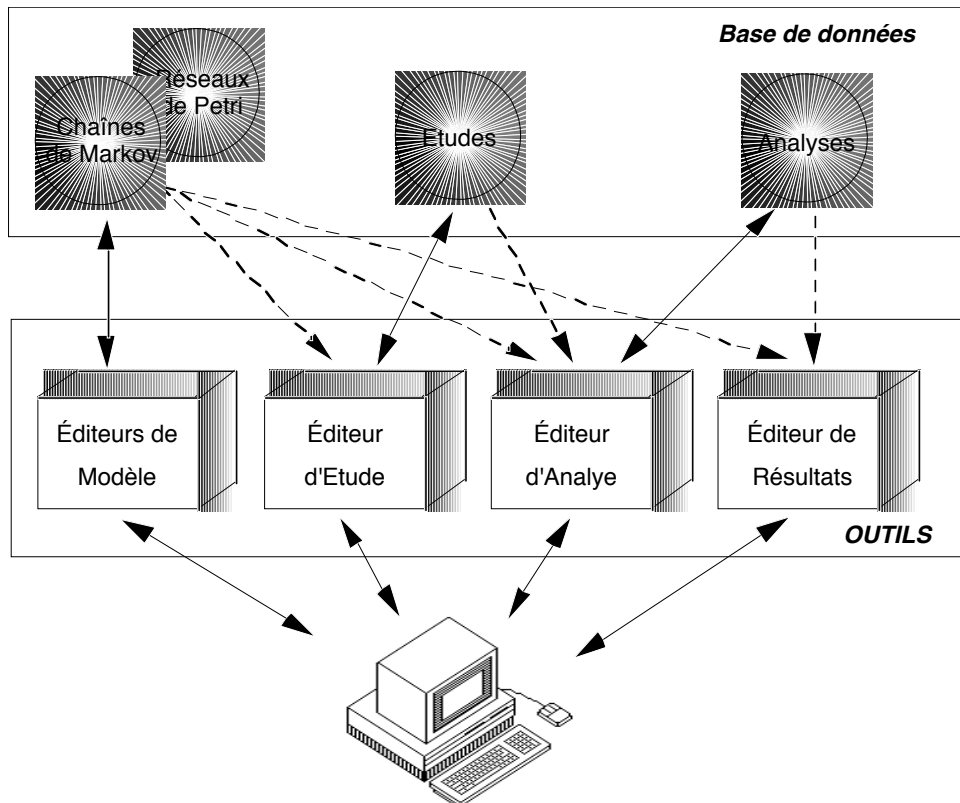 Base de données
Réseaux
de Petri
Chaînes
de Markov
Etudes
Analyses
Éditeurs de
Modèle
Éditeur
d'Etude
Éditeur
d'Analye
Éditeur de
Résultats
OUTILS